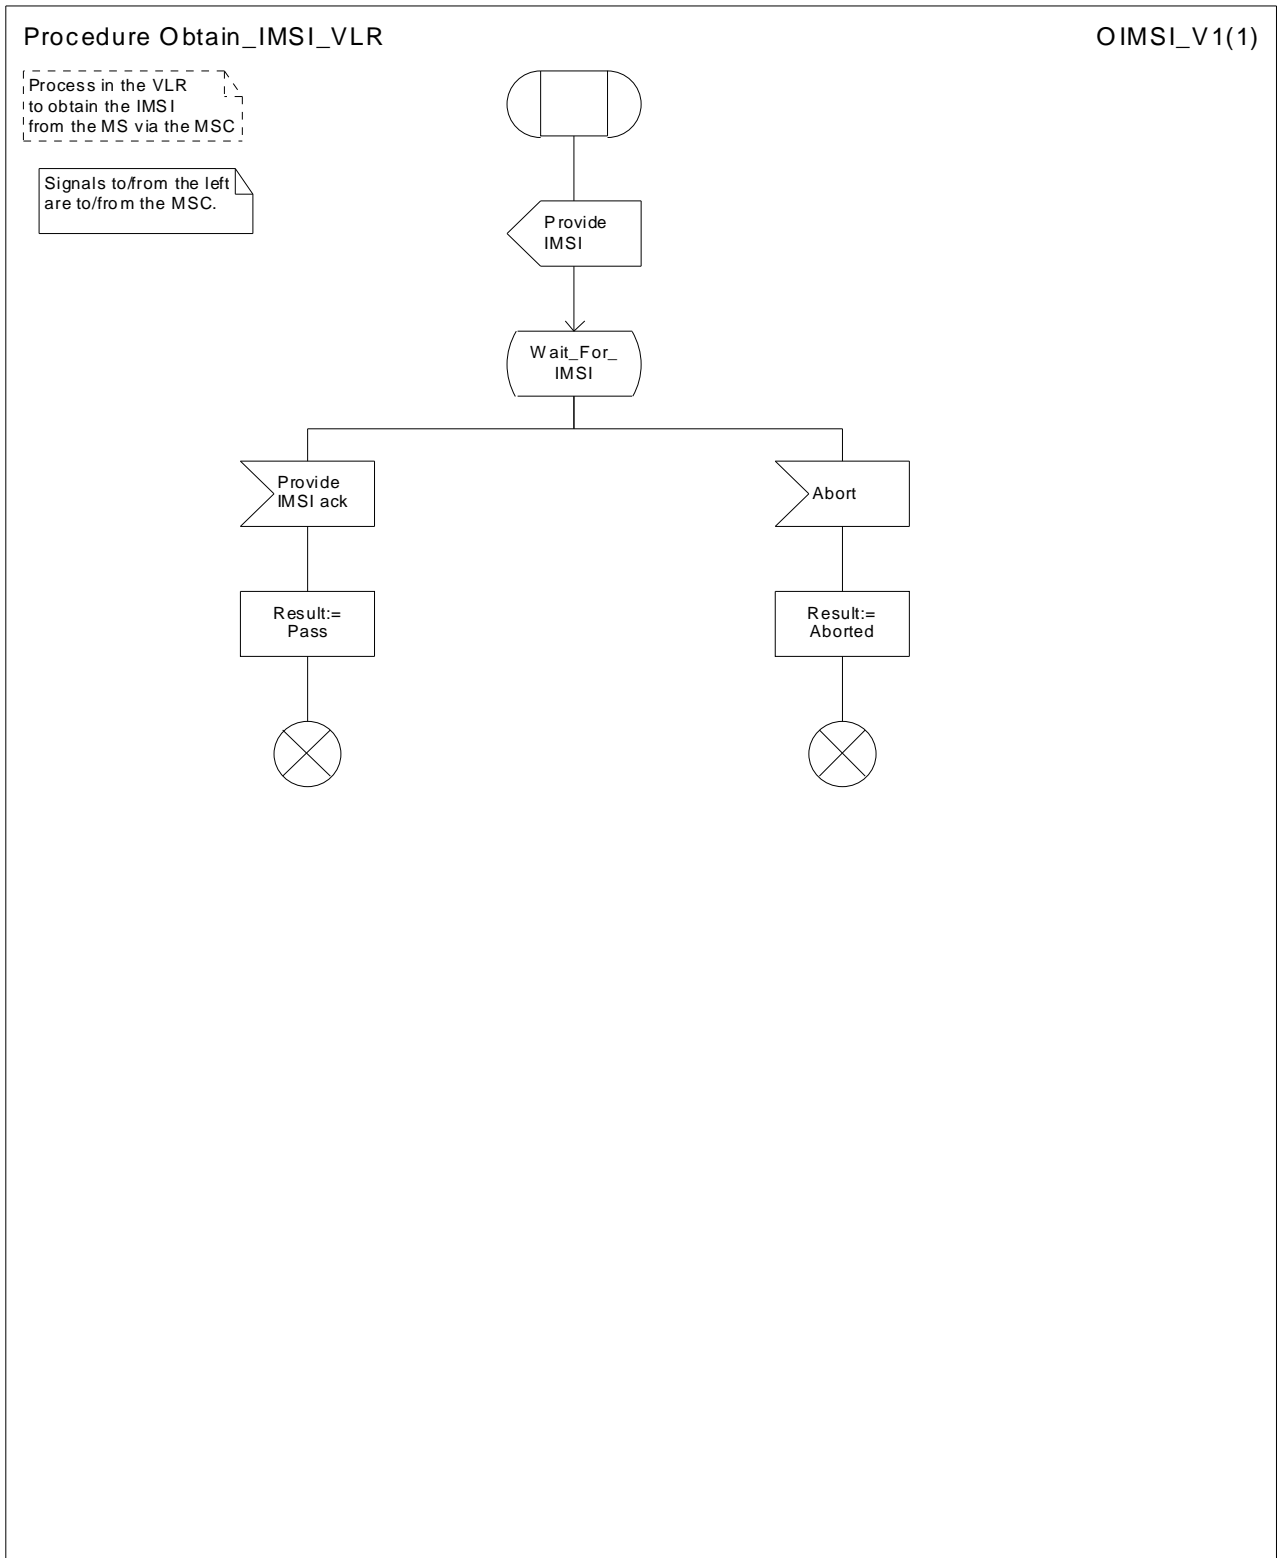 Procedure Obtain_IMSI_VLR
OIMSI_V1(1)
Process in the VLR
to obtain the IMSI
from the MS via the MSC
Signals to/from the left
are to/from the MSC.
Provide
IMSI
Wait_For_
IMSI
Provide
IMSI ack
Abort
Result:=
Pass
Result:=
Aborted